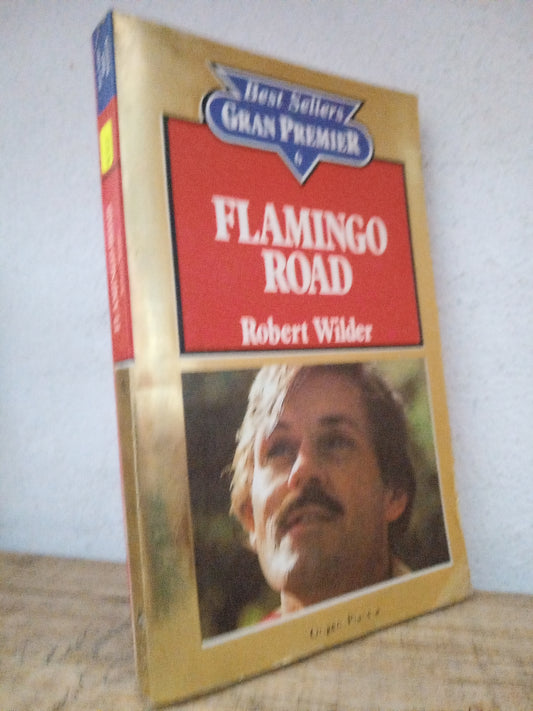 Best Sellers
GRAN PREMIER
6
FLAMINGO
ROAD
Robert Wilder